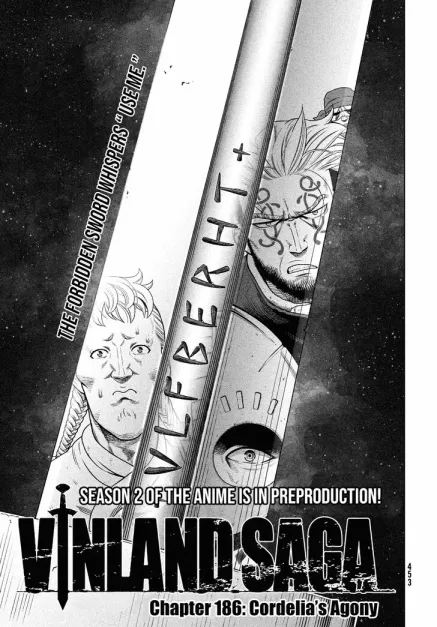 THE FORBIDDEN SWORD WHISPERS "USE ME."
VLFBERHT+
SEASON 2 OF THE ANIME IS IN PREPRODUCTION!
VINLAND SAGA
Chapter 186: Cordelia's Agony
453